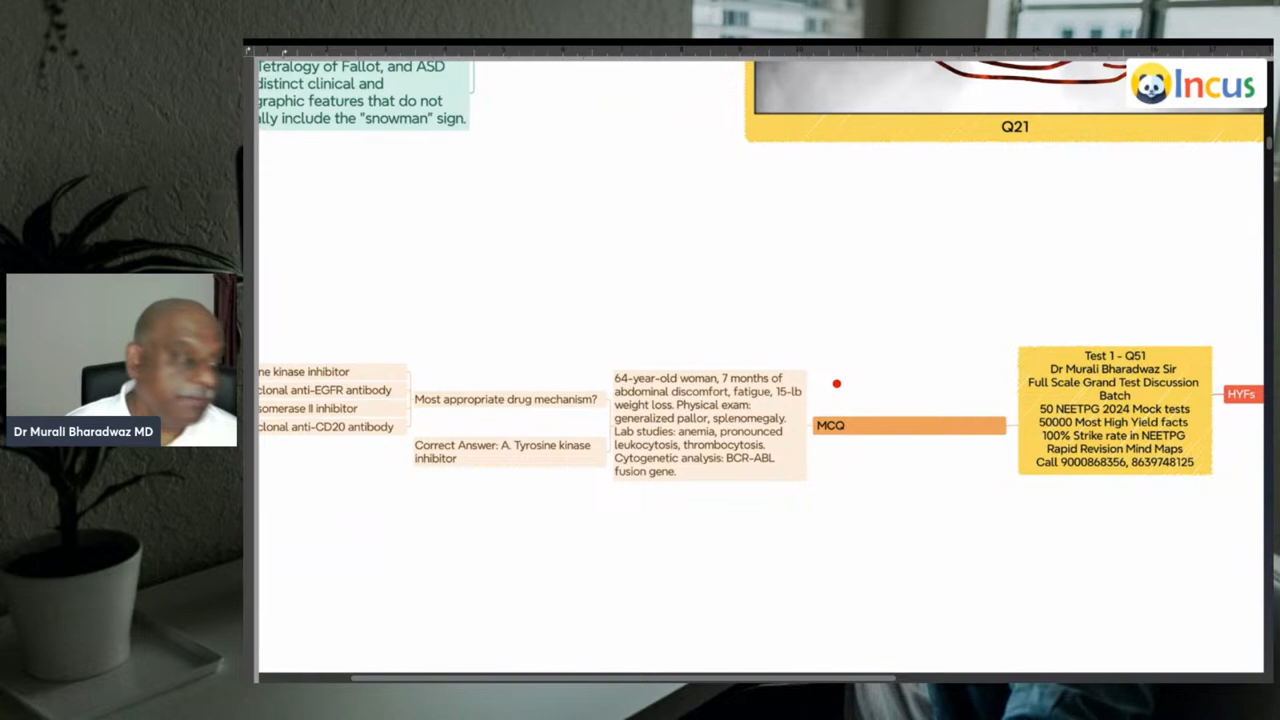 Tetralogy of Fallot, and ASD
distinct clinical and
graphic features that do not
ally include the "snowman" sign.
Incus
Q21
ne kinase inhibitor
clonal anti-EGFR antibody
somerase II inhibitor
clonal anti-CD20 antibody
Most appropriate drug mechanism?
Correct Answer: A. Tyrosine kinase
inhibitor
64-year-old woman, 7 months of
abdominal discomfort, fatigue, 15-lb
weight loss. Physical exam:
generalized pallor, splenomegaly.
Lab studies: anemia, pronounced
leukocytosis, thrombocytosis.
Cytogenetic analysis: BCR-ABL
fusion gene.
MCQ
Test 1 - Q51
Dr Murali Bharadwaz Sir
Full Scale Grand Test Discussion
Batch
50 NEETPG 2024 Mock tests
50000 Most High Yield facts
100% Strike rate in NEETPG
Rapid Revision Mind Maps
Call 9000868356, 8639748125
HYFs
Dr Murali Bharadwaz MD